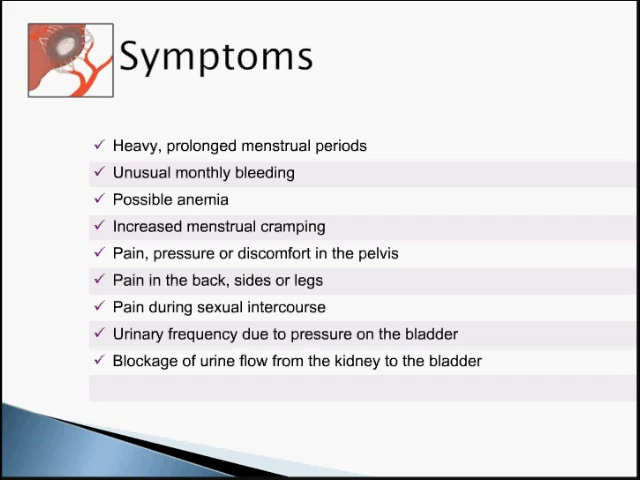 Symptoms
✓ Heavy, prolonged menstrual periods
✓ Unusual monthly bleeding
✓ Possible anemia
✓ Increased menstrual cramping
✓ Pain, pressure or discomfort in the pelvis
✓ Pain in the back, sides or legs
✓ Pain during sexual intercourse
✓ Urinary frequency due to pressure on the bladder
✓ Blockage of urine flow from the kidney to the bladder